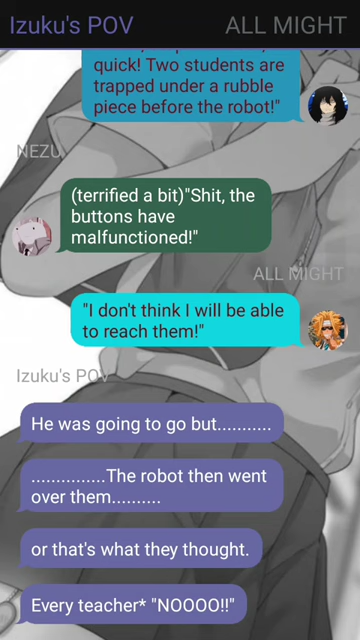 Izuku's POV
ALL MIGHT
quick! Two students are
trapped under a rubble
piece before the robot!"
NEZU
(terrified a bit)"Shit, the
buttons have
malfunctioned!"
ALL MIGHT
"I don't think I will be able
to reach them!"
Izuku's POV
He was going to go but...........
...............The robot then went
over them..........
or that's what they thought.
Every teacher* "NOOOO!!"